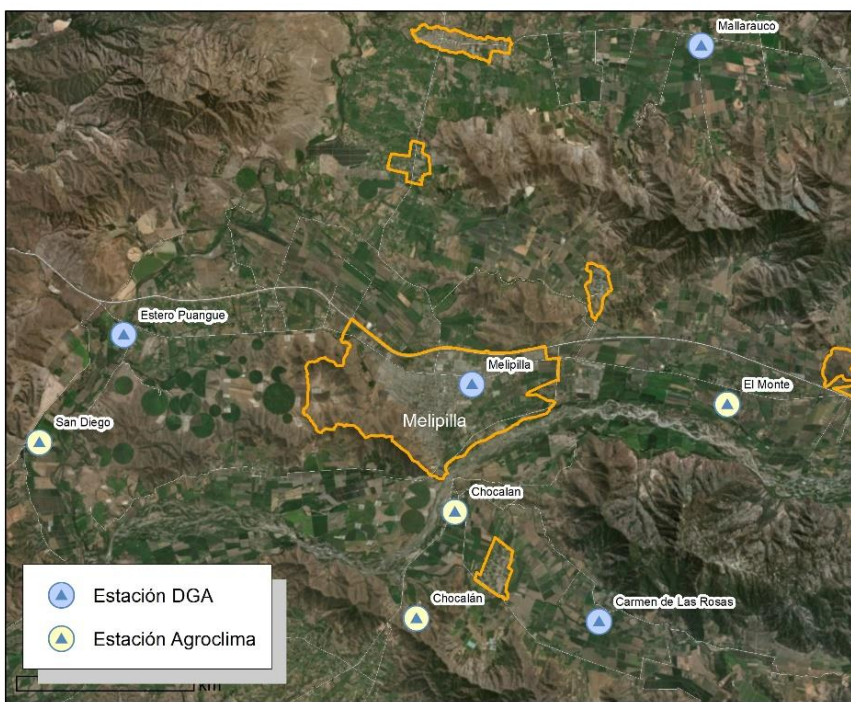 Mallarauco
Estero Puangue
Melipilla
El Monte
Melipilla
San Diego
Chocalan
Chocalán
Carmen de Las Rosas
Estación DGA
Estación Agroclima
km